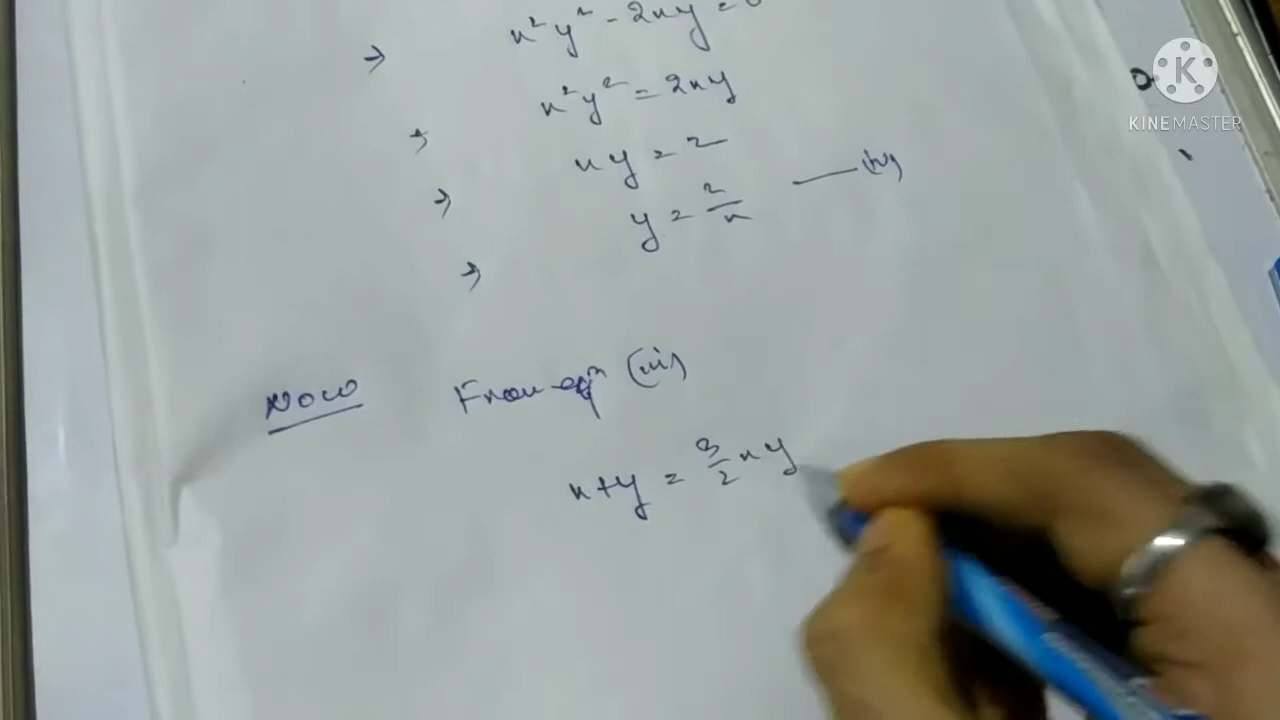 ⇒ x²y² - 2xy = 0
⇒ x²y² = 2xy
⇒ xy = 2
⇒ y = 2/x —(iv)
Now From eqn (iii)
x+y = 3/2 xy
KINEMASTER